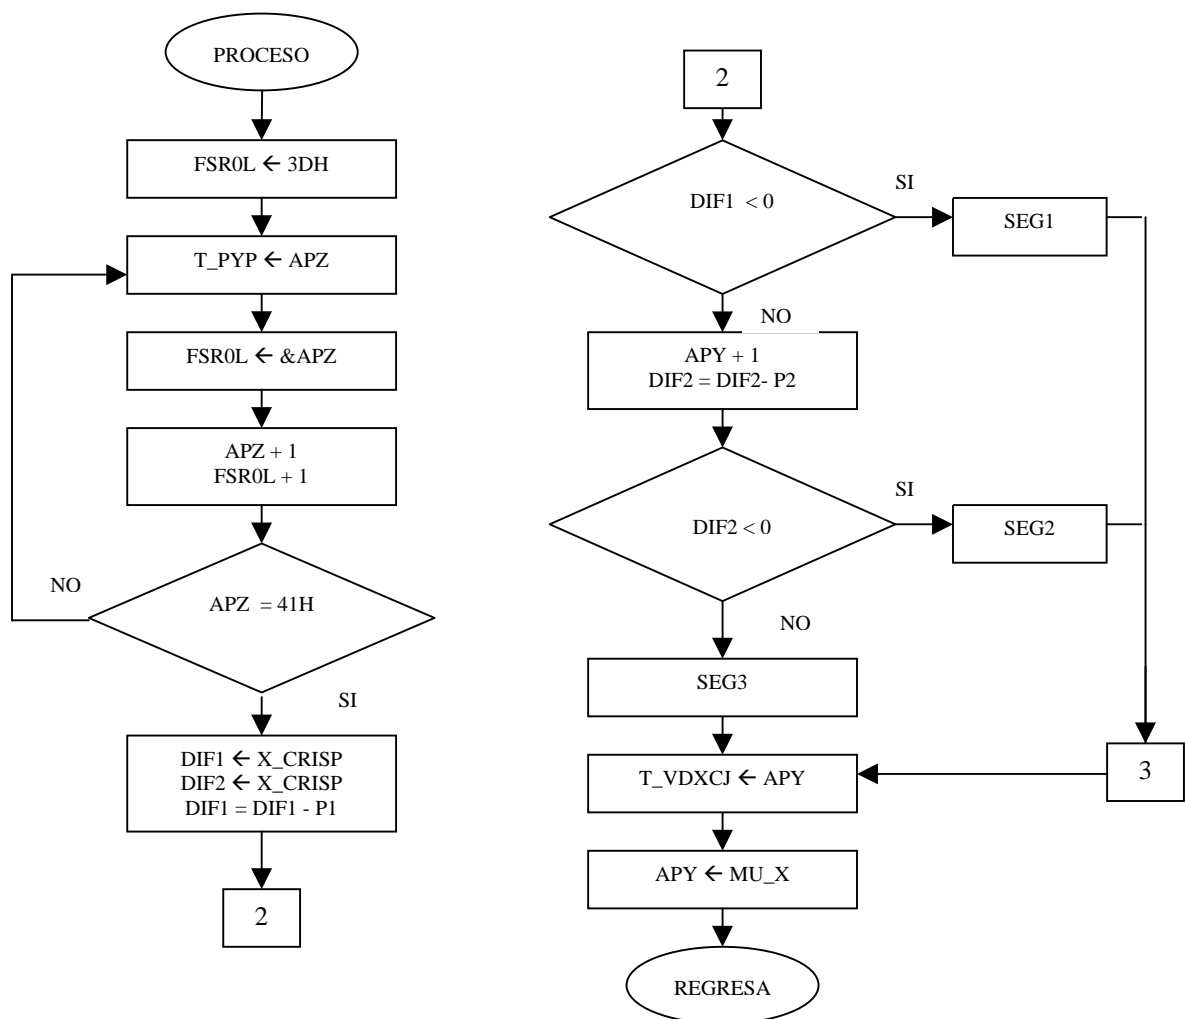 PROCESO
FSR0L ← 3DH
T_PYP ← APZ
FSR0L ← &APZ
APZ + 1
FSR0L + 1
NO
APZ = 41H
SI
DIF1 ← X_CRISP
DIF2 ← X_CRISP
DIF1 = DIF1 - P1
2
2
DIF1 < 0
SI
SEG1
NO
APY + 1
DIF2 = DIF2- P2
SI
DIF2 < 0
SEG2
NO
SEG3
T_VDXCJ ← APY
3
APY ← MU_X
REGRESA